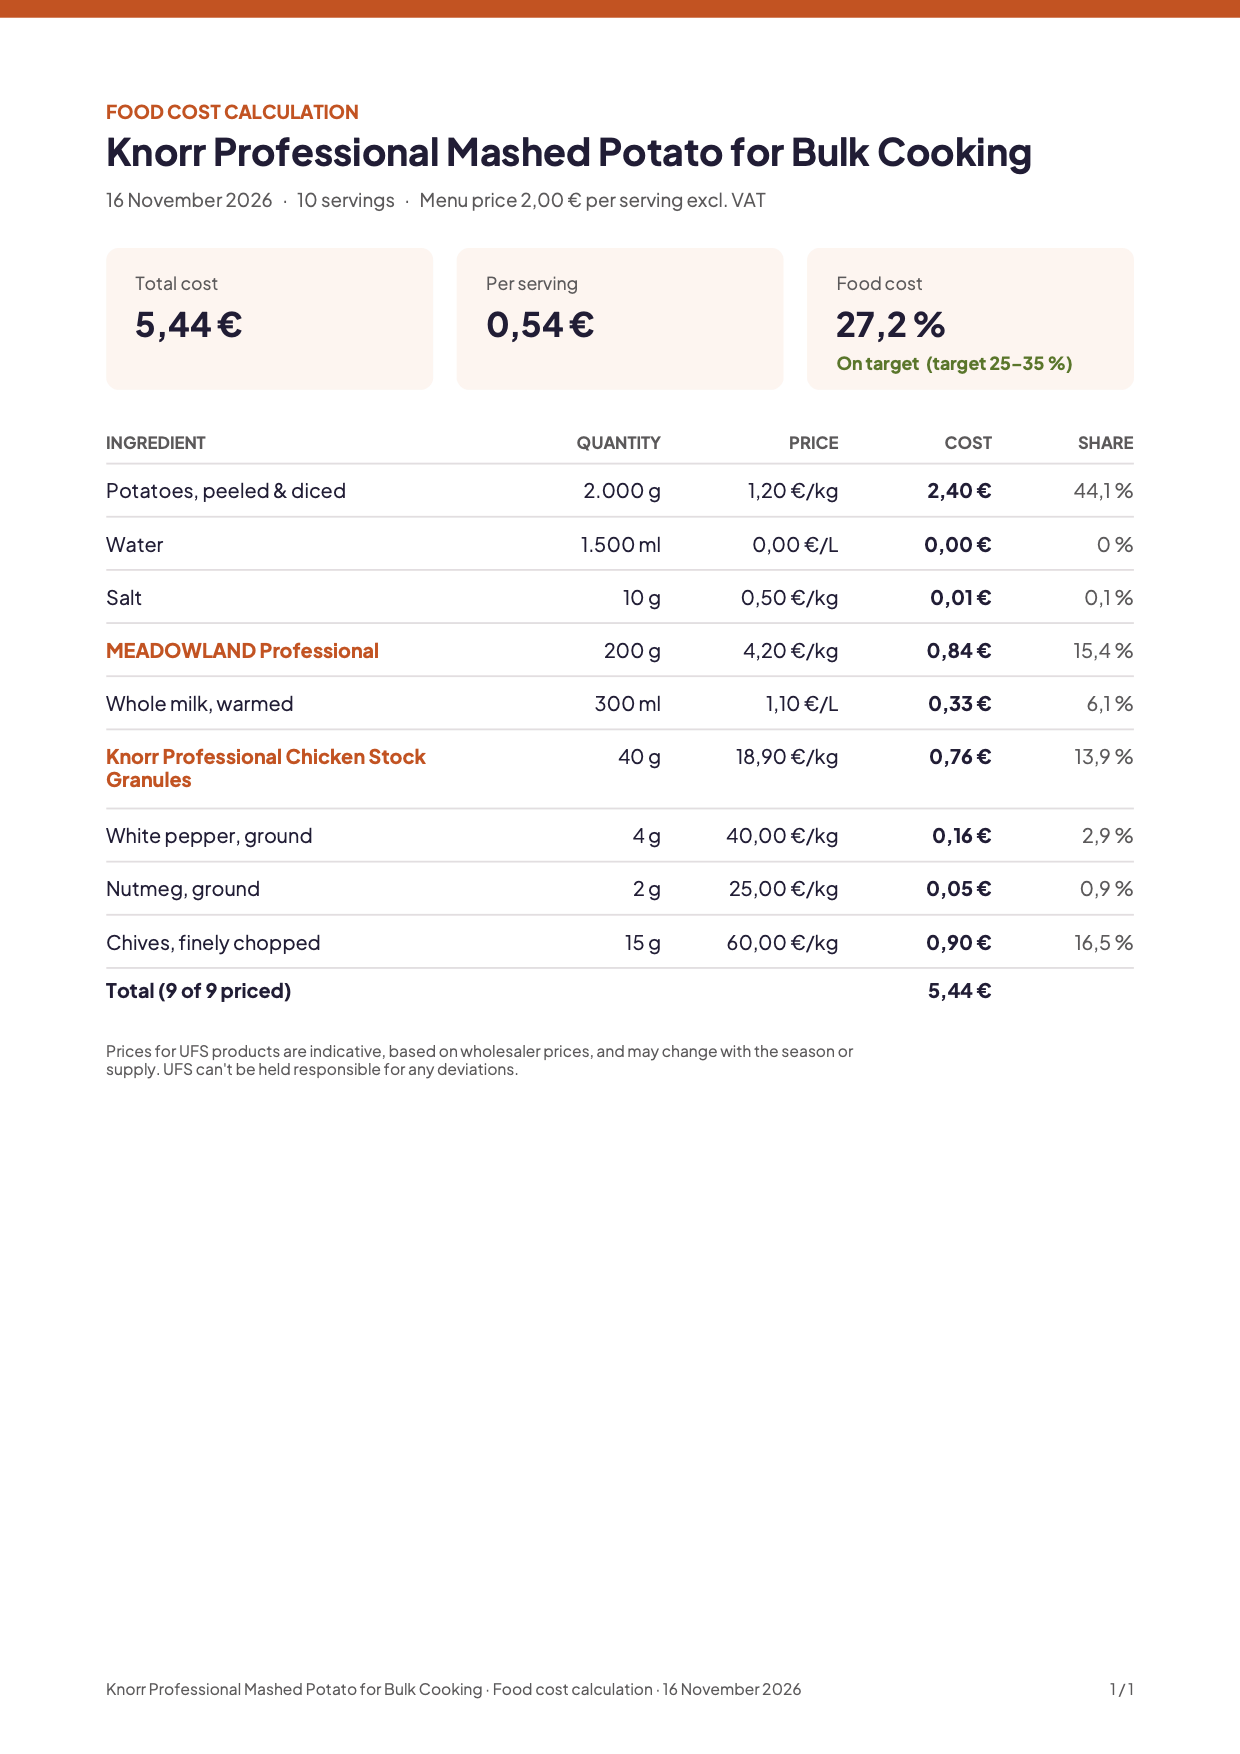 FOOD COST CALCULATION
Knorr Professional Mashed Potato for Bulk Cooking
16 November 2026 · 10 servings · Menu price 2,00 € per serving excl. VAT
Total cost
5,44 €
Per serving
0,54 €
Food cost
27,2 %
On target (target 25–35 %)
INGREDIENT QUANTITY PRICE COST SHARE
Potatoes, peeled & diced 2.000 g 1,20 €/kg 2,40 € 44,1 %
Water 1.500 ml 0,00 €/L 0,00 € 0 %
Salt 10 g 0,50 €/kg 0,01 € 0,1 %
MEADOWLAND Professional 200 g 4,20 €/kg 0,84 € 15,4 %
Whole milk, warmed 300 ml 1,10 €/L 0,33 € 6,1 %
Knorr Professional Chicken Stock 40 g 18,90 €/kg 0,76 € 13,9 %
Granules
White pepper, ground 4 g 40,00 €/kg 0,16 € 2,9 %
Nutmeg, ground 2 g 25,00 €/kg 0,05 € 0,9 %
Chives, finely chopped 15 g 60,00 €/kg 0,90 € 16,5 %
Total (9 of 9 priced) 5,44 €
Prices for UFS products are indicative, based on wholesaler prices, and may change with the season or
supply. UFS can't be held responsible for any deviations.
Knorr Professional Mashed Potato for Bulk Cooking · Food cost calculation · 16 November 2026 1 / 1